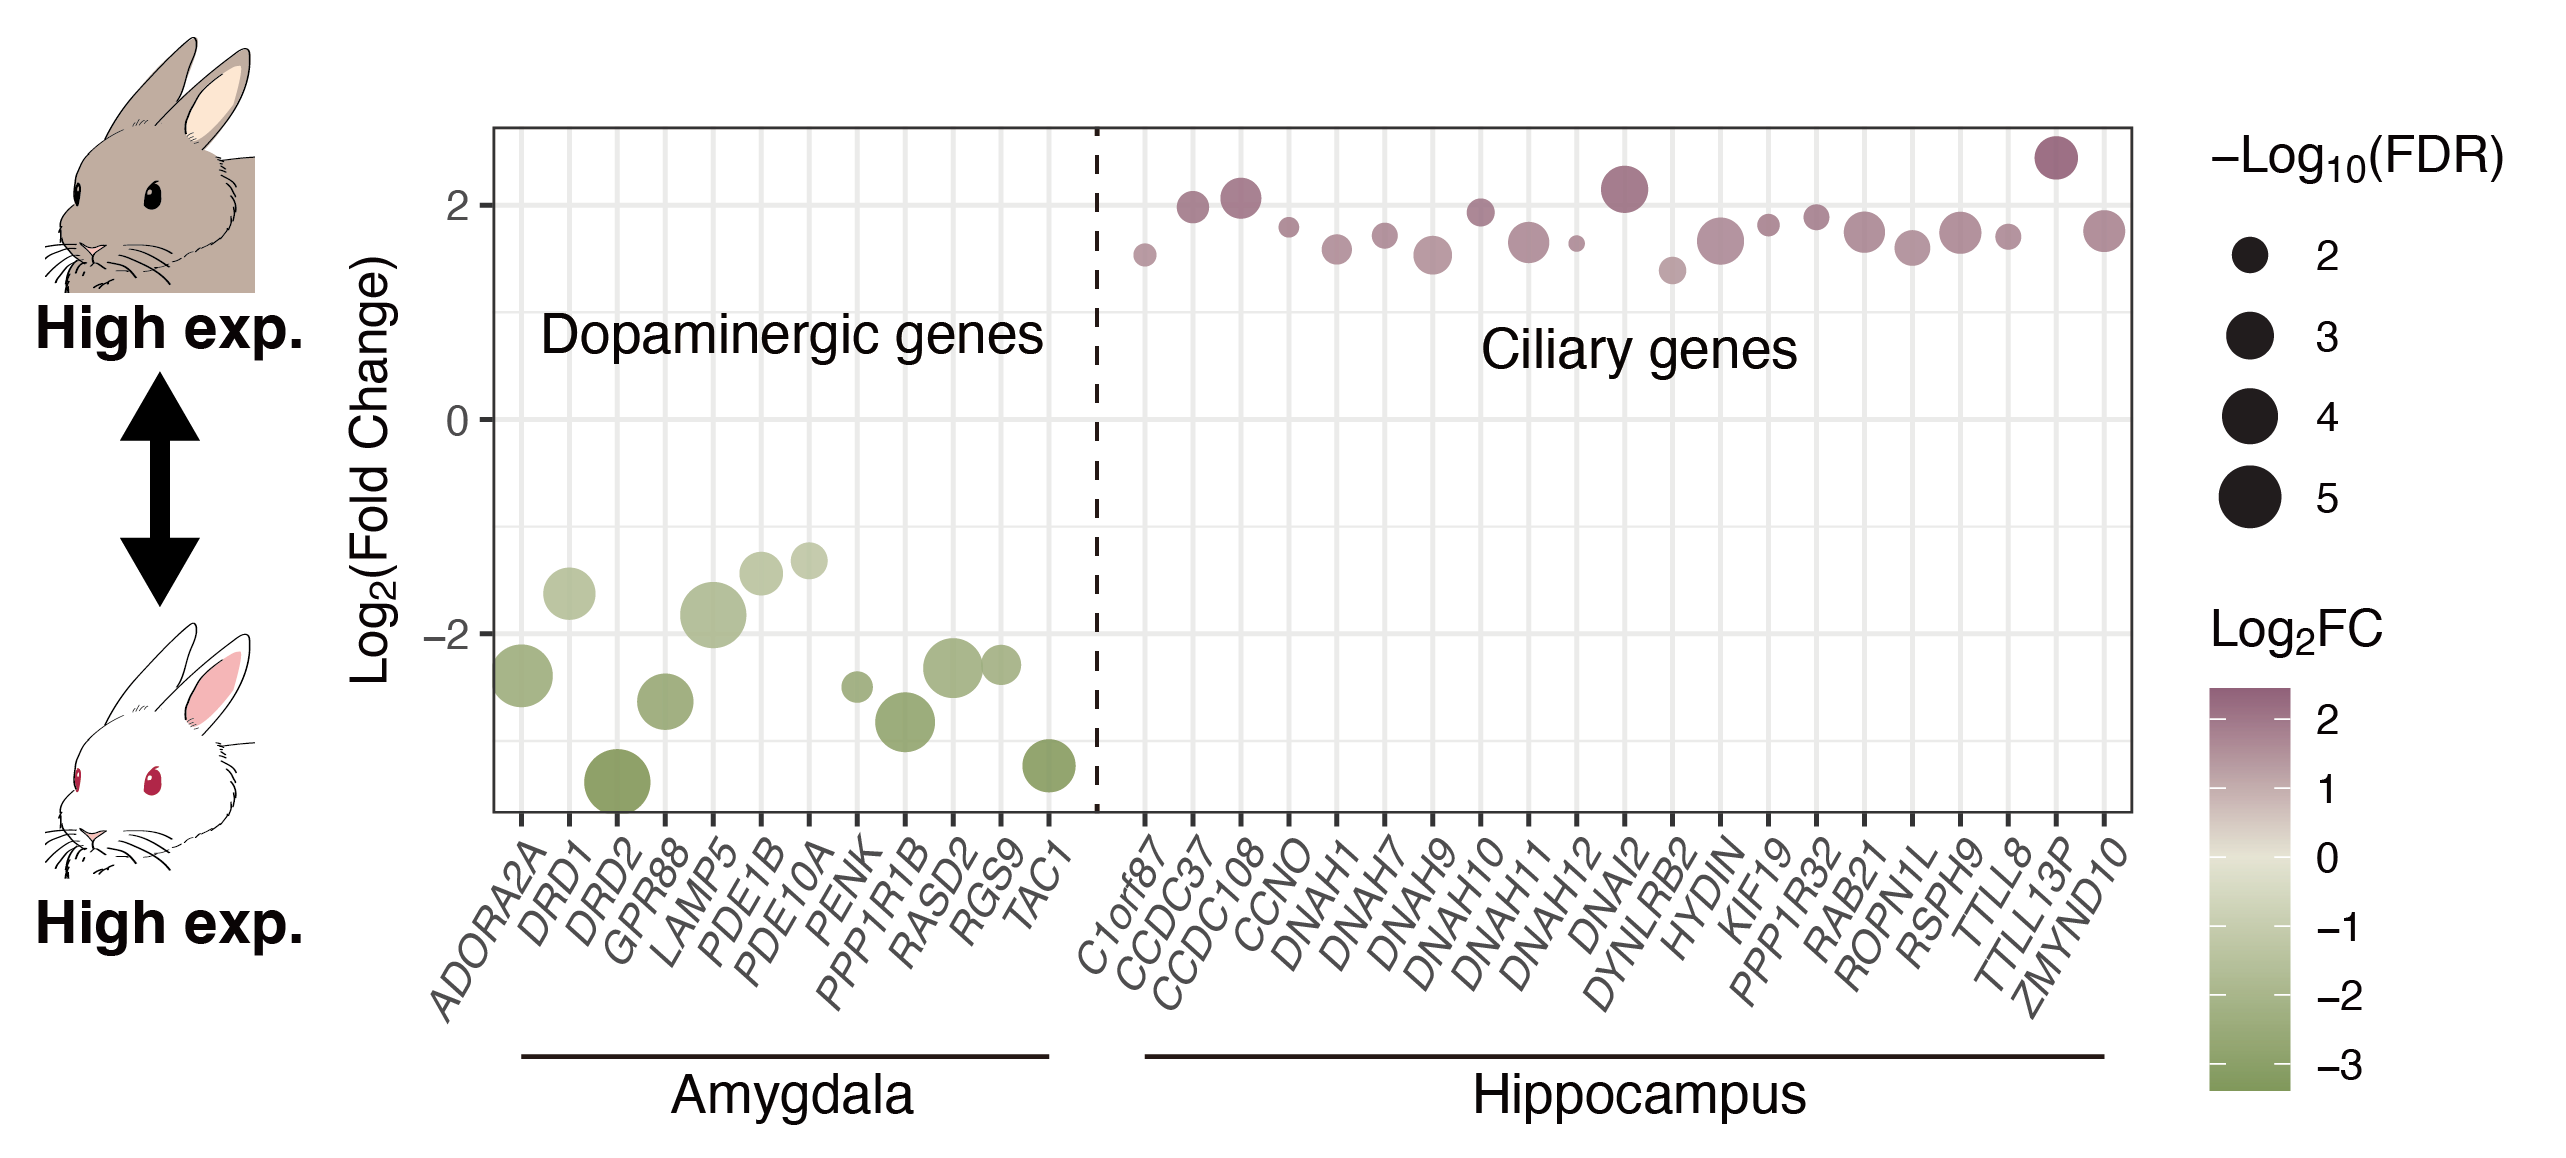 High exp.
High exp.
Log2(Fold Change)
2
0
−2
Dopaminergic genes
Ciliary genes
ADORA2A
DRD1
DRD2
GPR88
LAMP5
PDE1B
PDE10A
PENK
PPP1R1B
RASD2
RGS9
TAC1
C1orf87
CCDC37
CCDC108
CCNO
DNAH1
DNAH7
DNAH9
DNAH10
DNAH11
DNAH12
DNAI2
DYNLRB2
HYDIN
KIF19
PPP1R32
RAB21
ROPN1L
RSPH9
TTLL8
TTLL13P
ZMYND10
Amygdala
Hippocampus
−Log10(FDR)
2
3
4
5
Log2FC
2
1
0
−1
−2
−3